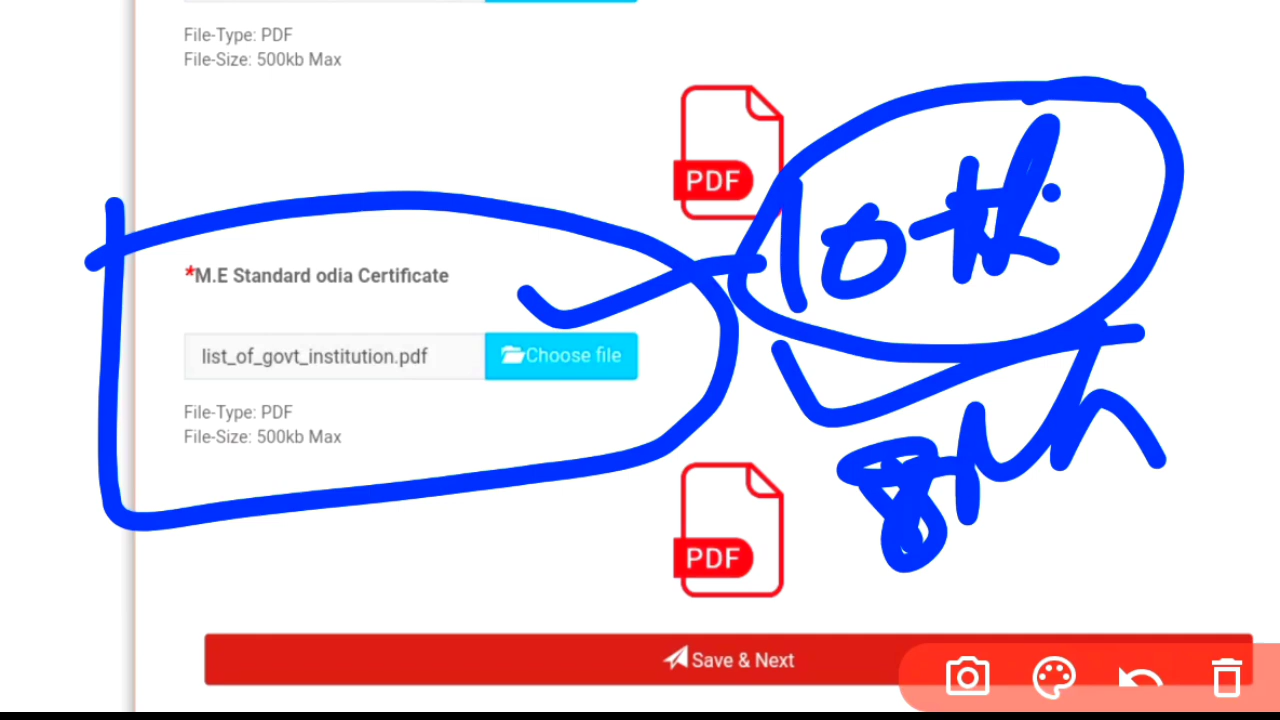 File-Type: PDF
File-Size: 500kb Max
PDF
10th
*M.E Standard odia Certificate
list_of_govt_institution.pdf
Choose file
File-Type: PDF
File-Size: 500kb Max
8th
PDF
Save & Next